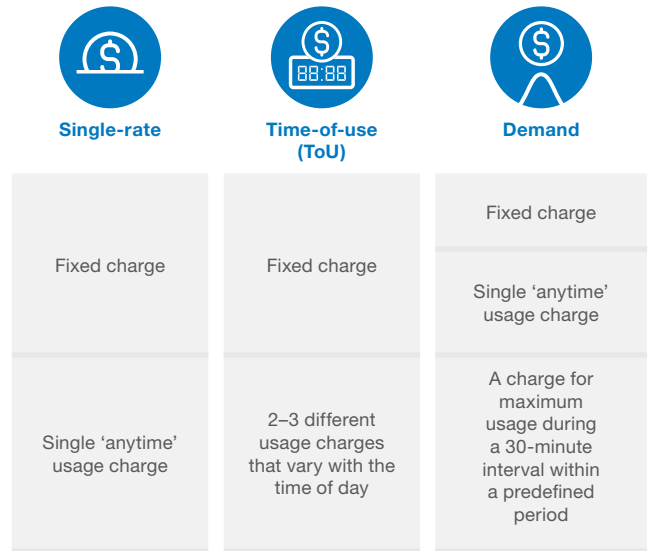 $
$
88:88
$
Single-rate
Time-of-use
(ToU)
Demand
Fixed charge
Single ‘anytime’
usage charge
Fixed charge
2–3 different
usage charges
that vary with the
time of day
Fixed charge
Single ‘anytime’
usage charge
A charge for
maximum
usage during
a 30-minute
interval within
a predefined
period